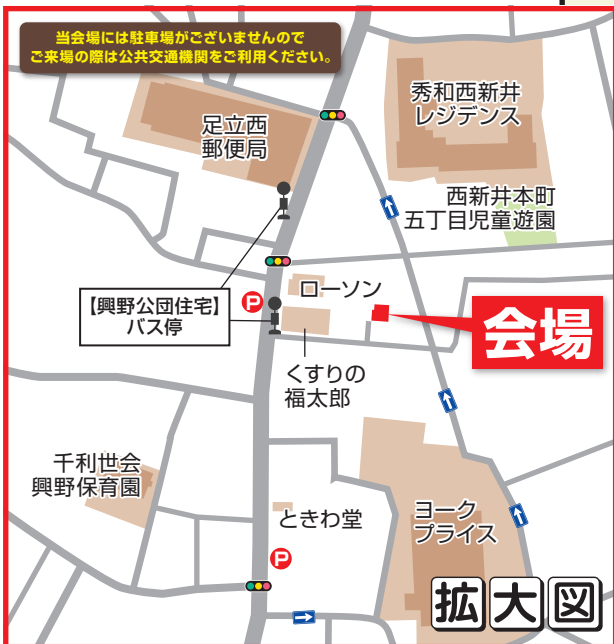 当会場には駐車場がございませんので
ご来場の際は公共交通機関をご利用ください。
足立西
郵便局
秀和西新井
レジデンス
西新井本町
五丁目児童遊園
【興野公団住宅】
バス停
P
ローソン
会場
くすりの
福太郎
千利世会
興野保育園
ときわ堂
ヨーク
プライス
P
拡大図